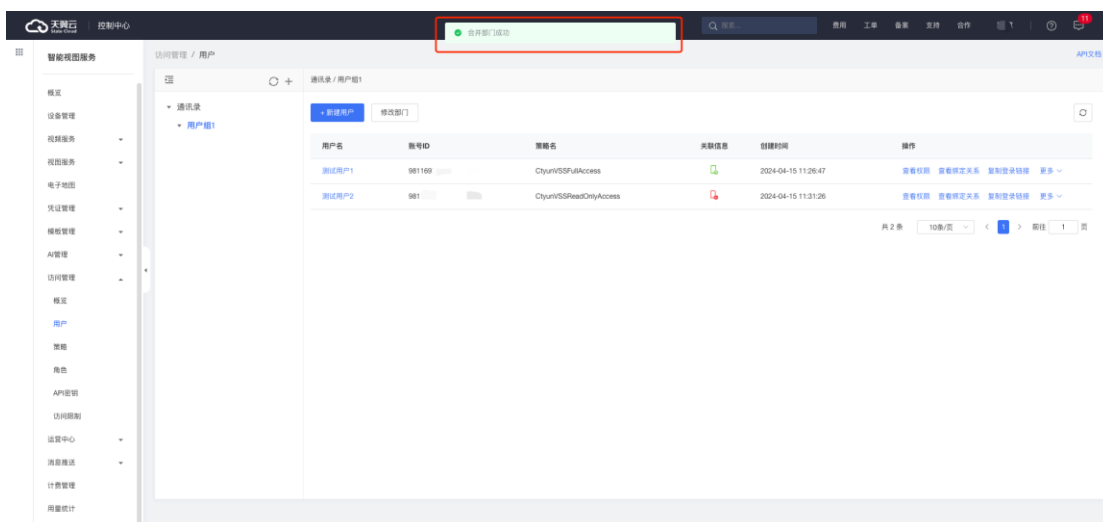 天翼云 State Cloud 控制中心 合并部门成功 搜索... 费用 工单 备案 支持 合作 11
智能视图服务 访问管理 / 用户 API文档
概览
设备管理
视频服务
视图服务
电子地图
凭证管理
模板管理
AI管理
访问管理
概览
用户
策略
角色
API密钥
访问限制
运营中心
消息推送
计费管理
用量统计
通讯录
用户组1
通讯录 / 用户组1
+ 新建用户 修改部门
用户名 账号ID 策略名 关联信息 创建时间 操作
测试用户1 981169 CtyunVSSFullAccess 2024-04-15 11:26:47 查看权限 查看绑定关系 复制登录链接 更多
测试用户2 981 CtyunVSSReadOnlyAccess 2024-04-15 11:31:26 查看权限 查看绑定关系 复制登录链接 更多
共 2 条 10条/页 1 前往 1 页